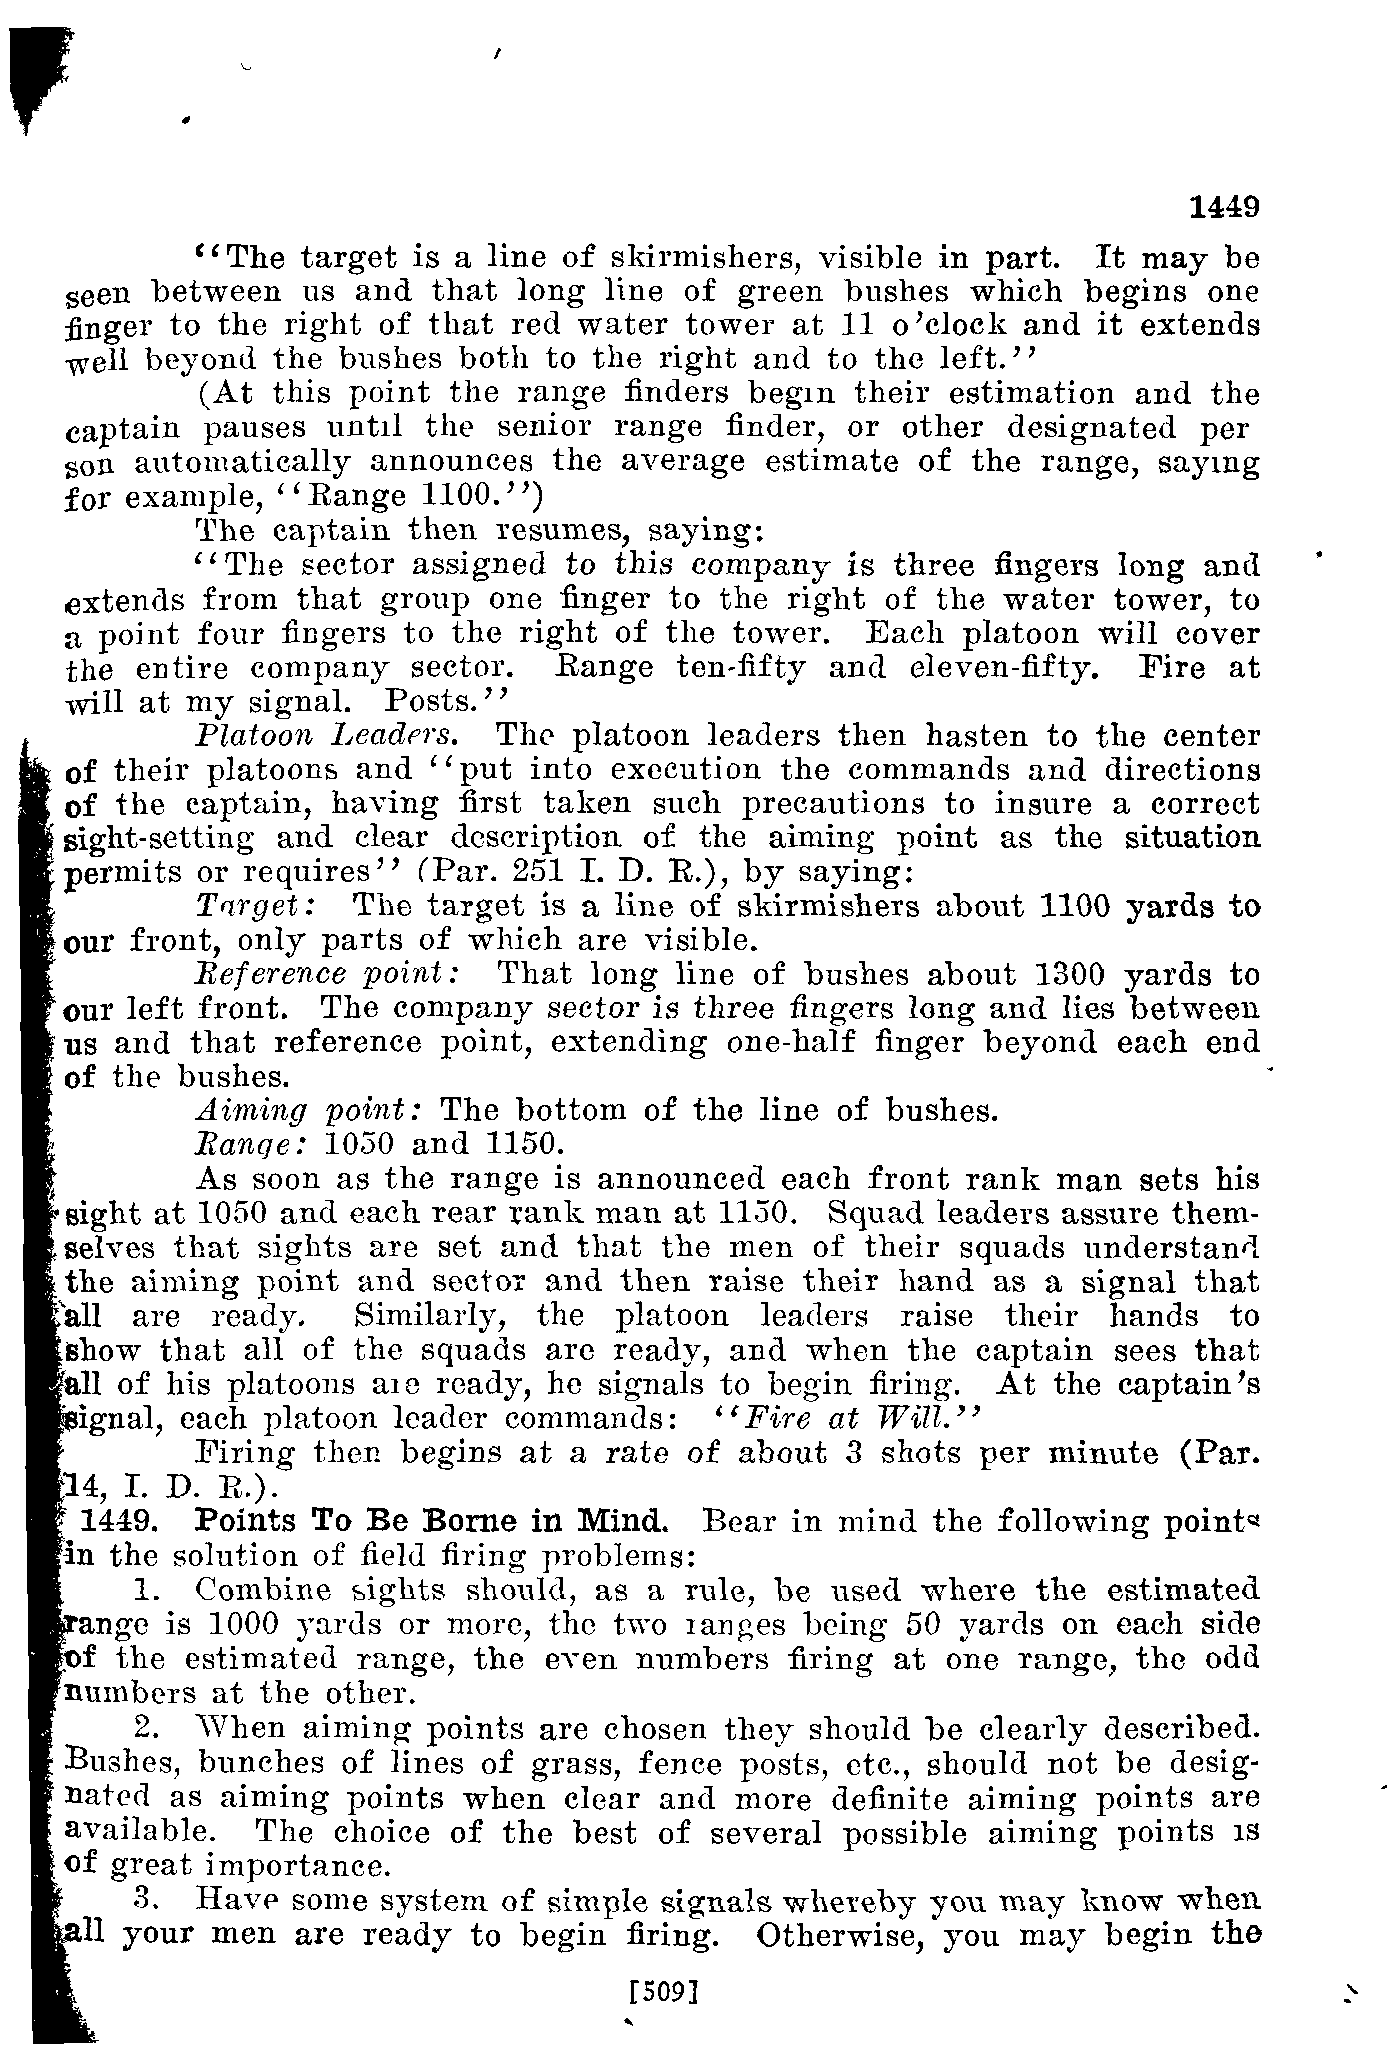 1449
"The target is a line of skirmishers, visible in part. It may be
seen between us and that long line of green bushes which begins one
finger to the right of that red water tower at 11 o'clock and it extends
well beyond the bushes both to the right and to the left."
(At this point the range finders begin their estimation and the
captain pauses until the senior range finder, or other designated per
son automatically announces the average estimate of the range, saying
for example, "Range 1100.")
The captain then resumes, saying:
"The sector assigned to this company is three fingers long and
extends from that group one finger to the right of the water tower, to
a point four fingers to the right of the tower. Each platoon will cover
the entire company sector. Range ten-fifty and eleven-fifty. Fire at
will at my signal. Posts."
Platoon Leaders. The platoon leaders then hasten to the center
of their platoons and "put into execution the commands and directions
of the captain, having first taken such precautions to insure a correct
sight-setting and clear description of the aiming point as the situation
permits or requires" (Par. 251 I. D. R.), by saying:
Target: The target is a line of skirmishers about 1100 yards to
our front, only parts of which are visible.
Reference point: That long line of bushes about 1300 yards to
our left front. The company sector is three fingers long and lies between
us and that reference point, extending one-half finger beyond each end
of the bushes.
Aiming point: The bottom of the line of bushes.
Range: 1050 and 1150.
As soon as the range is announced each front rank man sets his
sight at 1050 and each rear rank man at 1150. Squad leaders assure them-
selves that sights are set and that the men of their squads understand
the aiming point and sector and then raise their hand as a signal that
all are ready. Similarly, the platoon leaders raise their hands to
show that all of the squads are ready, and when the captain sees that
all of his platoons are ready, he signals to begin firing. At the captain's
signal, each platoon leader commands: "Fire at Will."
Firing then begins at a rate of about 3 shots per minute (Par.
14, I. D. R.).
1449. Points To Be Borne in Mind. Bear in mind the following points
in the solution of field firing problems:
1. Combine sights should, as a rule, be used where the estimated
range is 1000 yards or more, the two ranges being 50 yards on each side
of the estimated range, the even numbers firing at one range, the odd
numbers at the other.
2. When aiming points are chosen they should be clearly described.
Bushes, bunches of lines of grass, fence posts, etc., should not be desig-
nated as aiming points when clear and more definite aiming points are
available. The choice of the best of several possible aiming points is
of great importance.
3. Have some system of simple signals whereby you may know when
all your men are ready to begin firing. Otherwise, you may begin the
[509]